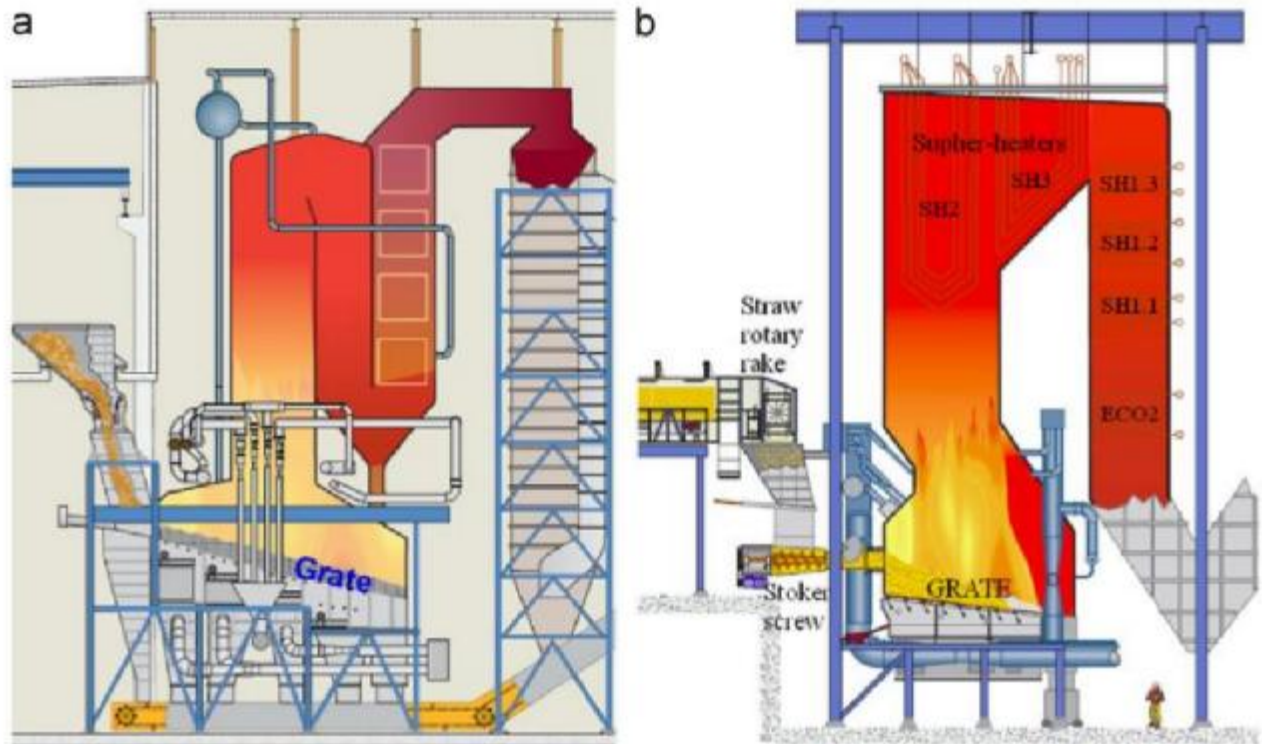 a
Grate
b
Supher-heaters
SH3
SH2
SH1.3
SH1.2
SH1.1
ECO2
Straw
rotary
rake
GRATE
Stoker
screw